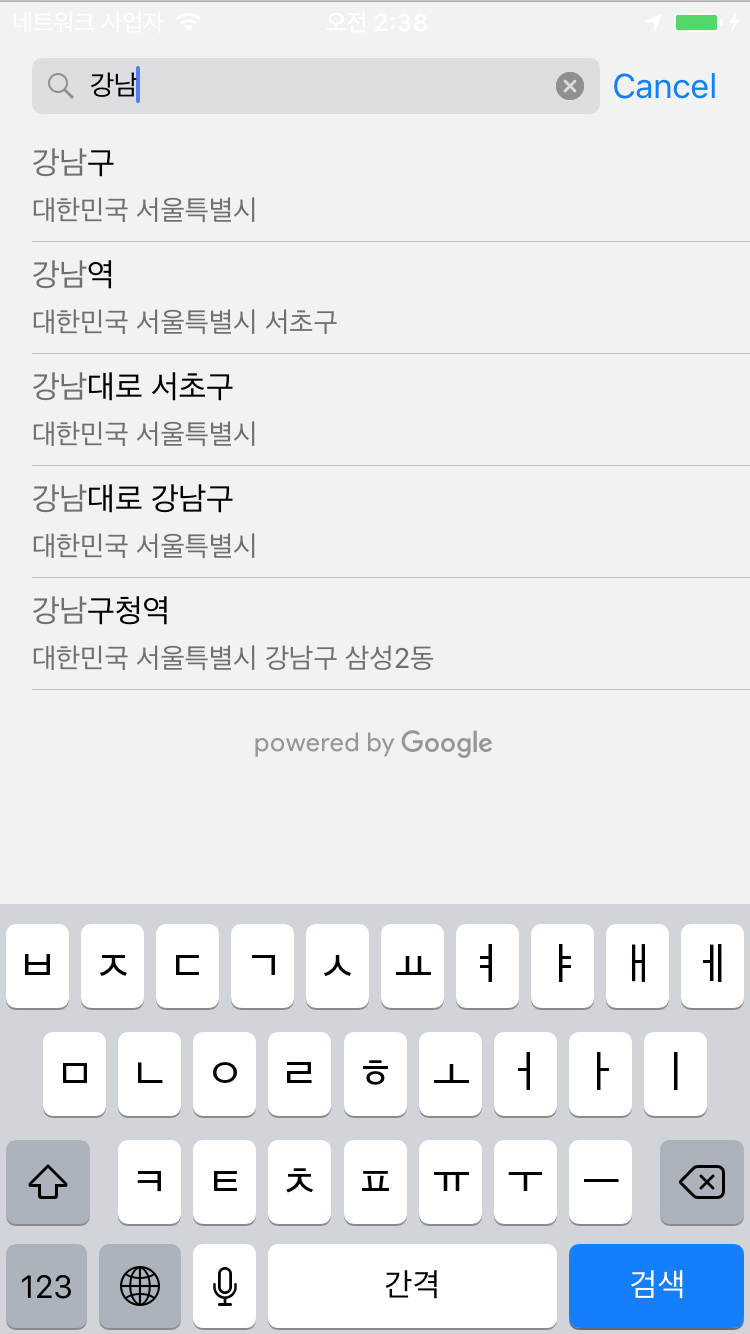 네트워크 사업자 오전 2:38
강남 Cancel
강남구
대한민국 서울특별시
강남역
대한민국 서울특별시 서초구
강남대로 서초구
대한민국 서울특별시
강남대로 강남구
대한민국 서울특별시
강남구청역
대한민국 서울특별시 강남구 삼성2동
powered by Google
ㅂ ㅈ ㄷ ㄱ ㅅ ㅛ ㅕ ㅑ ㅐ ㅔ
ㅁ ㄴ ㅇ ㄹ ㅎ ㅗ ㅓ ㅏ ㅣ
ㅋ ㅌ ㅊ ㅍ ㅠ ㅜ ㅡ
123 간격 검색